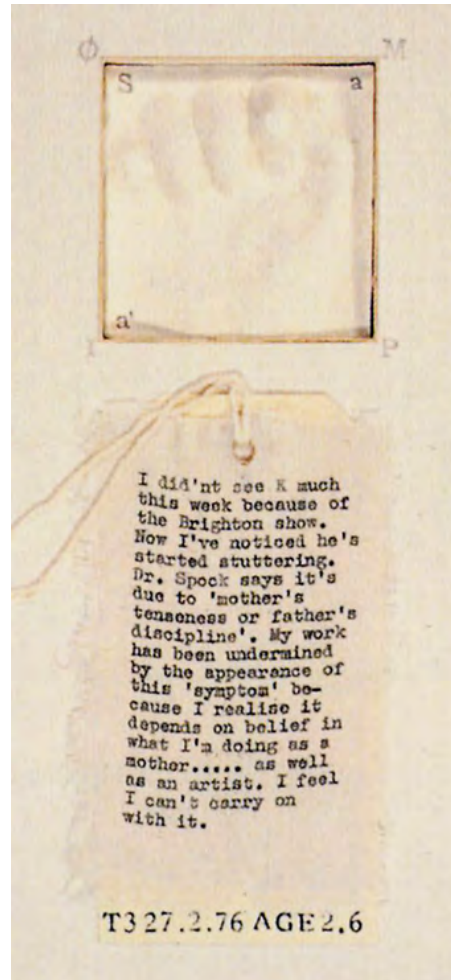 Ø M
S a
a'
I P
I did'nt see K much
this week because of
the Brighton show.
Now I've noticed he's
started stuttering.
Dr. Spock says it's
due to 'mother's
tenseness or father's
discipline'. My work
has been undermined
by the appearance of
this 'symptom' be-
cause I realise it
depends on belief in
what I'm doing as a
mother..... as well
as an artist. I feel
I can't carry on
with it.
T3 27.2.76 AGE 2.6